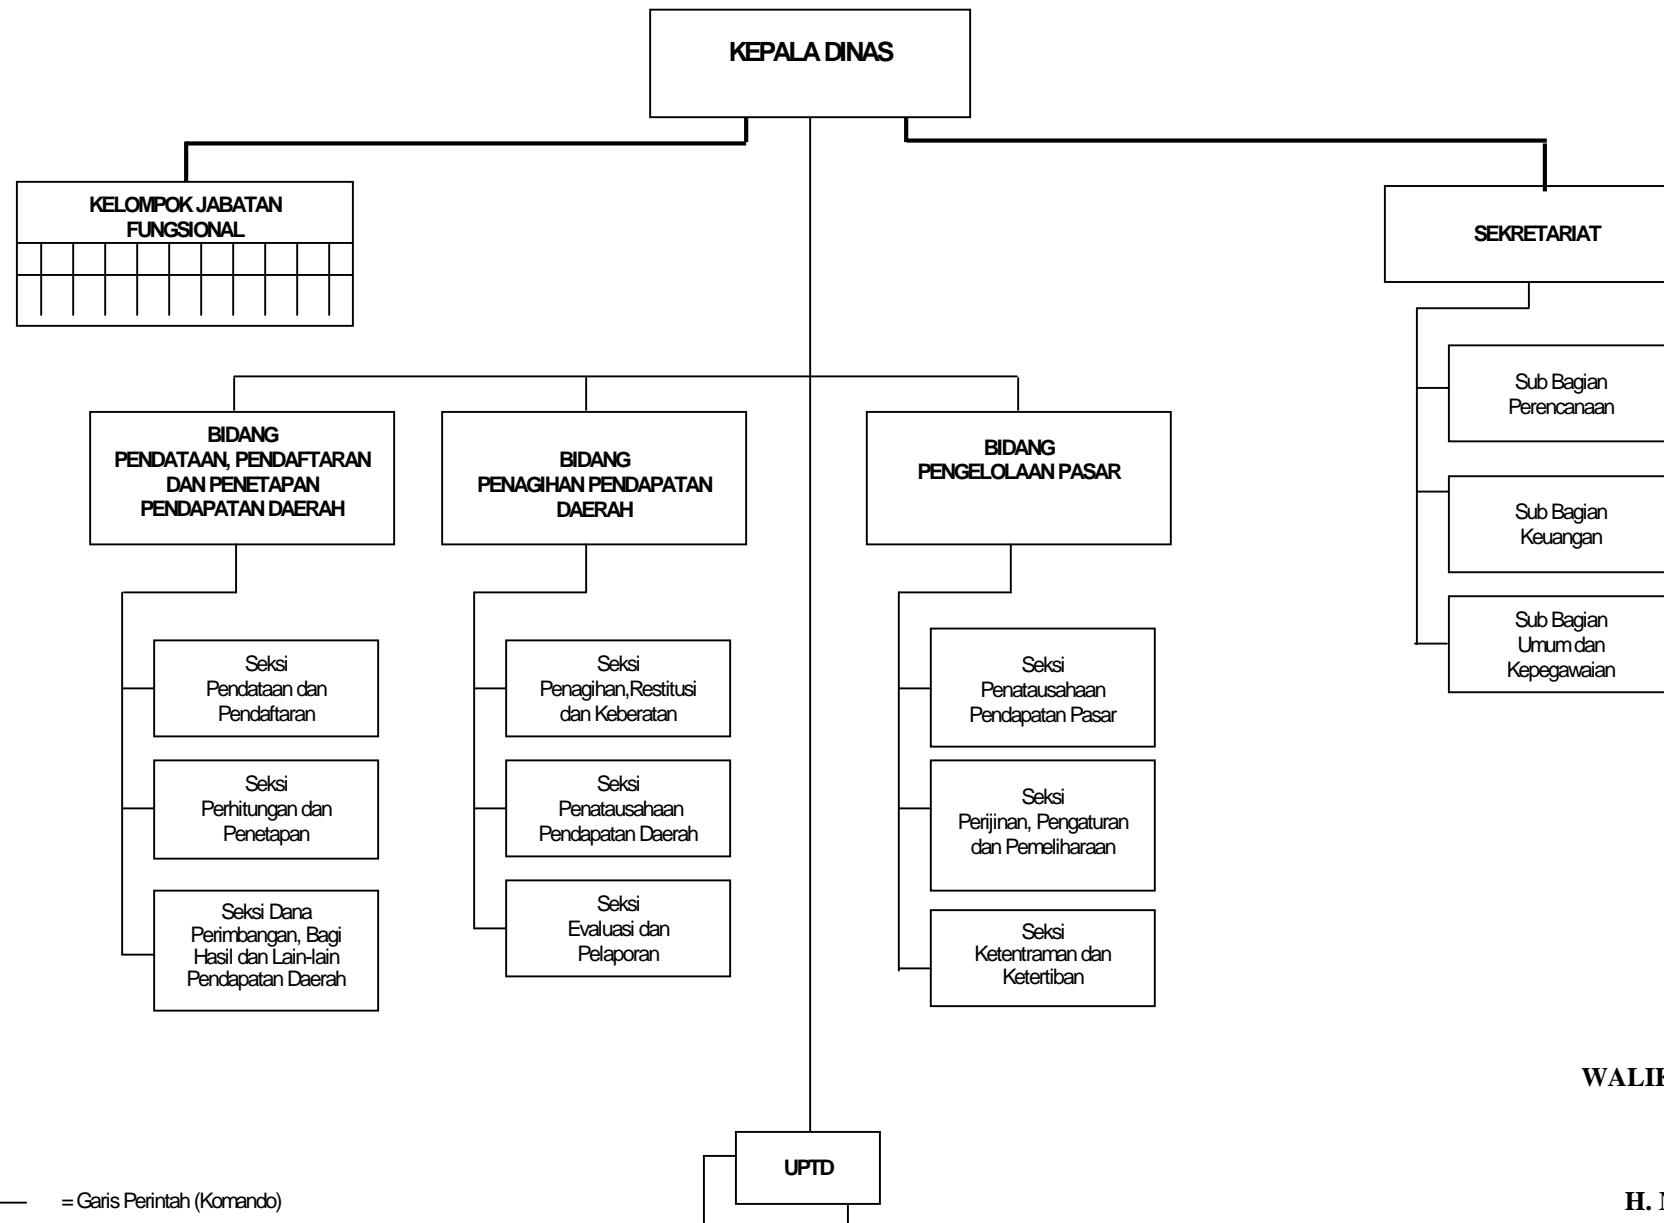 KEPALA DINAS
KELOMPOK JABATAN
FUNGSIONAL
SEKRETARIAT
Sub Bagian
Perencanaan
Sub Bagian
Keuangan
Sub Bagian
Umum dan
Kepegawaian
BIDANG
PENDATAAN, PENDAFTARAN
DAN PENETAPAN
PENDAPATAN DAERAH
BIDANG
PENAGIHAN PENDAPATAN
DAERAH
BIDANG
PENGELOLAAN PASAR
Seksi
Pendataan dan
Pendaftaran
Seksi
Perhitungan dan
Penetapan
Seksi Dana
Perimbangan, Bagi
Hasil dan Lain-lain
Pendapatan Daerah
Seksi
Penagihan,Restitusi
dan Keberatan
Seksi
Penatausahaan
Pendapatan Daerah
Seksi
Evaluasi dan
Pelaporan
Seksi
Penatausahaan
Pendapatan Pasar
Seksi
Perijinan, Pengaturan
dan Pemeliharaan
Seksi
Ketentraman dan
Ketertiban
UPTD
= Garis Perintah (Komando)
H.